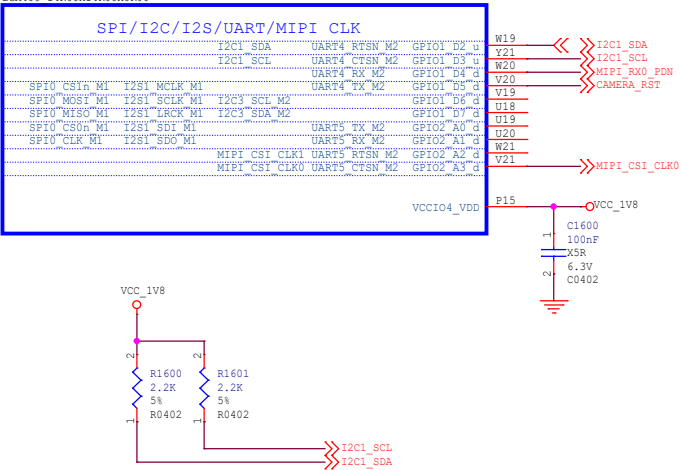 SPI/I2C/I2S/UART/MIPI CLK
I2C1_SDA UART4_RTSN_M2 GPIO1_D2_u W19 I2C1_SDA
I2C1_SCL UART4_CTSN_M2 GPIO1_D3_u Y21 I2C1_SCL
UART4_RX_M2 GPIO1_D4_d W20 MIPI_RX0_PDN
SPI0_CS1n_M1 I2S1_MCLK_M1 UART4_TX_M2 GPIO1_D5_d V20 CAMERA_RST
SPI0_MOSI_M1 I2S1_SCLK_M1 I2C3_SCL_M2 GPIO1_D6_d V19
SPI0_MISO_M1 I2S1_LRCK_M1 I2C3_SDA_M2 GPIO1_D7_d U18
SPI0_CS0n_M1 I2S1_SDI_M1 UART5_TX_M2 GPIO2_A0_d U19
SPI0_CLK_M1 I2S1_SDO_M1 UART5_RX_M2 GPIO2_A1_d U20
MIPI_CSI_CLK1 UART5_RTSN_M2 GPIO2_A2_d W21
MIPI_CSI_CLK0 UART5_CTSN_M2 GPIO2_A3_d V21 MIPI_CSI_CLK0
VCCIO4_VDD P15 VCC_1V8
1
C1600
100nF
X5R
6.3V
2
C0402
VCC_1V8
2 2
R1600 R1601
2.2K 2.2K
5% 5%
R0402 R0402
1 1
I2C1_SCL
I2C1_SDA